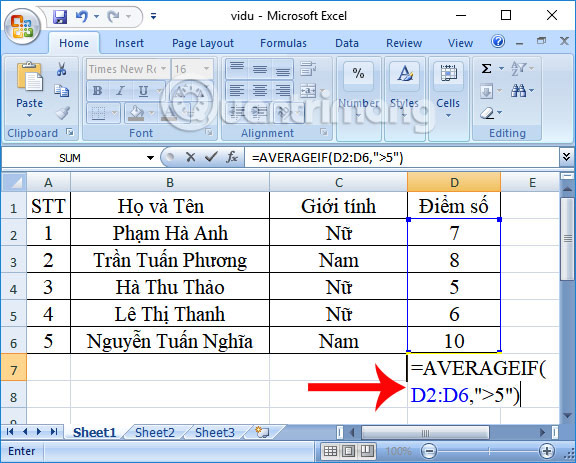 vidu - Microsoft Excel
Home Insert Page Layout Formulas Data
Paste
Times New Ro 16
B I U
A A
%
Number
A
Styles
Cells
Σ
Clipboard Font Alignment Editing
Quantrimang
SUM fx =AVERAGEIF(D2:D6,">5")
A B C D E
1 STT Họ và Tên Giới tính Điểm số
2 1 Phạm Hà Anh Nữ 7
3 2 Trần Tuấn Phương Nam 8
4 3 Hà Thu Thảo Nữ 5
5 4 Lê Thị Thanh Nữ 6
6 5 Nguyễn Tuấn Nghĩa Nam 10
7 =AVERAGEIF(
8 D2:D6,">5")
Sheet1 Sheet2 Sheet3
Enter 100%